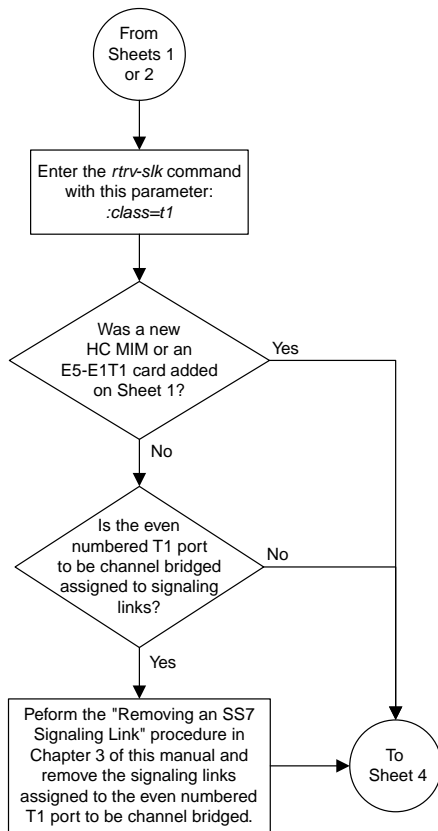 From
Sheets 1
or 2
Enter the rtrv-slk command
with this parameter:
:class=t1
Was a new
HC MIM or an
E5-E1T1 card added
on Sheet 1?
Yes
No
Is the even
numbered T1 port
to be channel bridged
assigned to signaling
links?
No
Yes
Peform the "Removing an SS7
Signaling Link" procedure in
Chapter 3 of this manual and
remove the signaling links
assigned to the even numbered
T1 port to be channel bridged.
To
Sheet 4